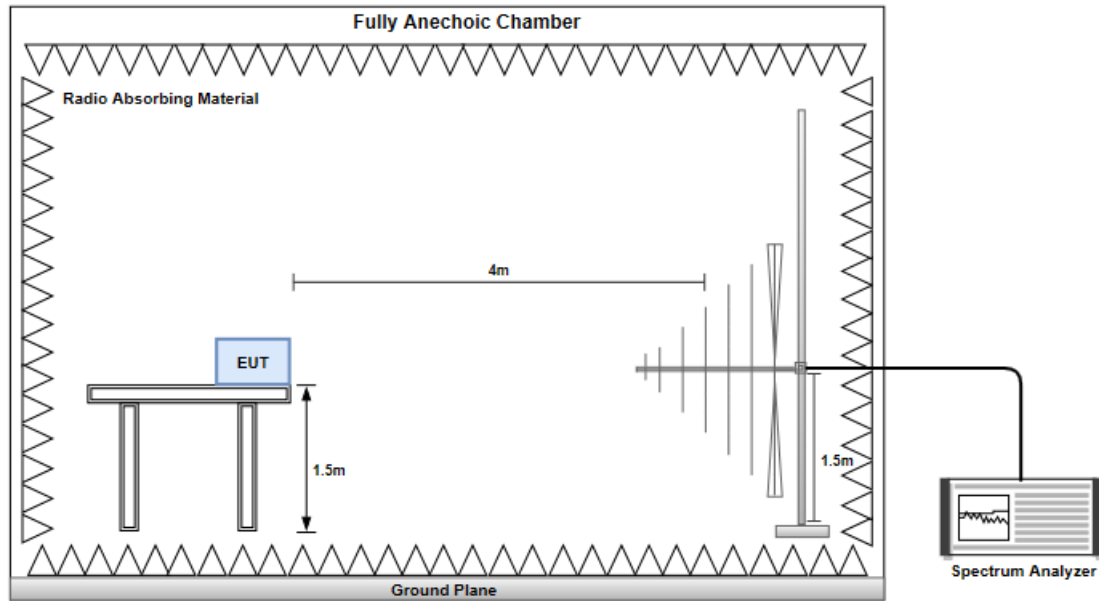 Fully Anechoic Chamber
Radio Absorbing Material
4m
EUT
1.5m
1.5m
Spectrum Analyzer
Ground Plane